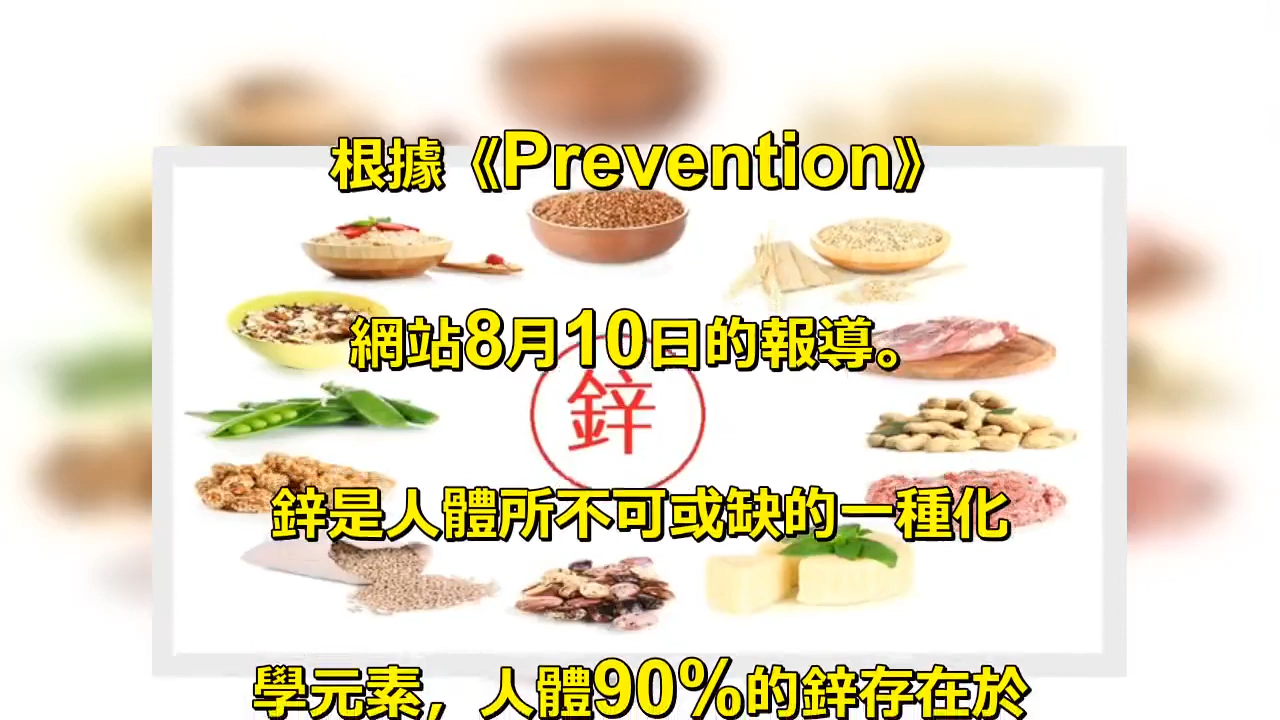 根據《Prevention》
網站8月10日的報導。
鋅
鋅是人體所不可或缺的一種化
學元素，人體90%的鋅存在於